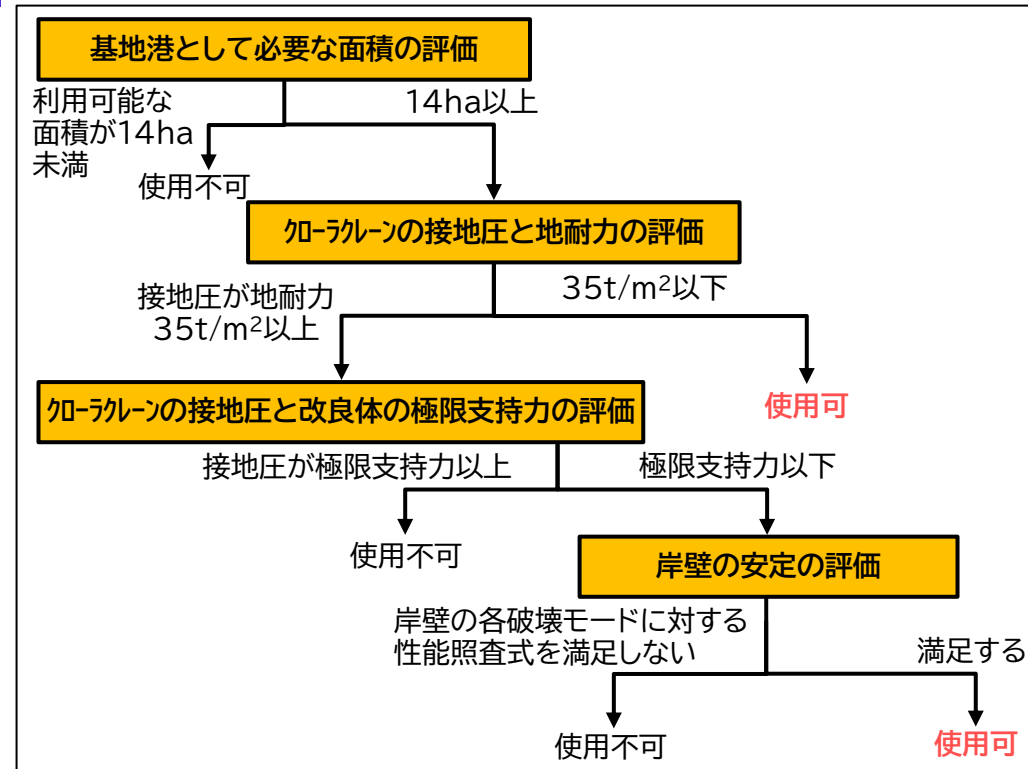 基地港として必要な面積の評価
利用可能な
面積が14ha
未満
14ha以上
使用不可
ｸﾛｰﾗｸﾚｰﾝの接地圧と地耐力の評価
接地圧が地耐力
35t/m²以上
35t/m²以下
使用可
ｸﾛｰﾗｸﾚｰﾝの接地圧と改良体の極限支持力の評価
接地圧が極限支持力以上
極限支持力以下
使用不可
岸壁の安定の評価
岸壁の各破壊モードに対する
性能照査式を満足しない
満足する
使用不可
使用可